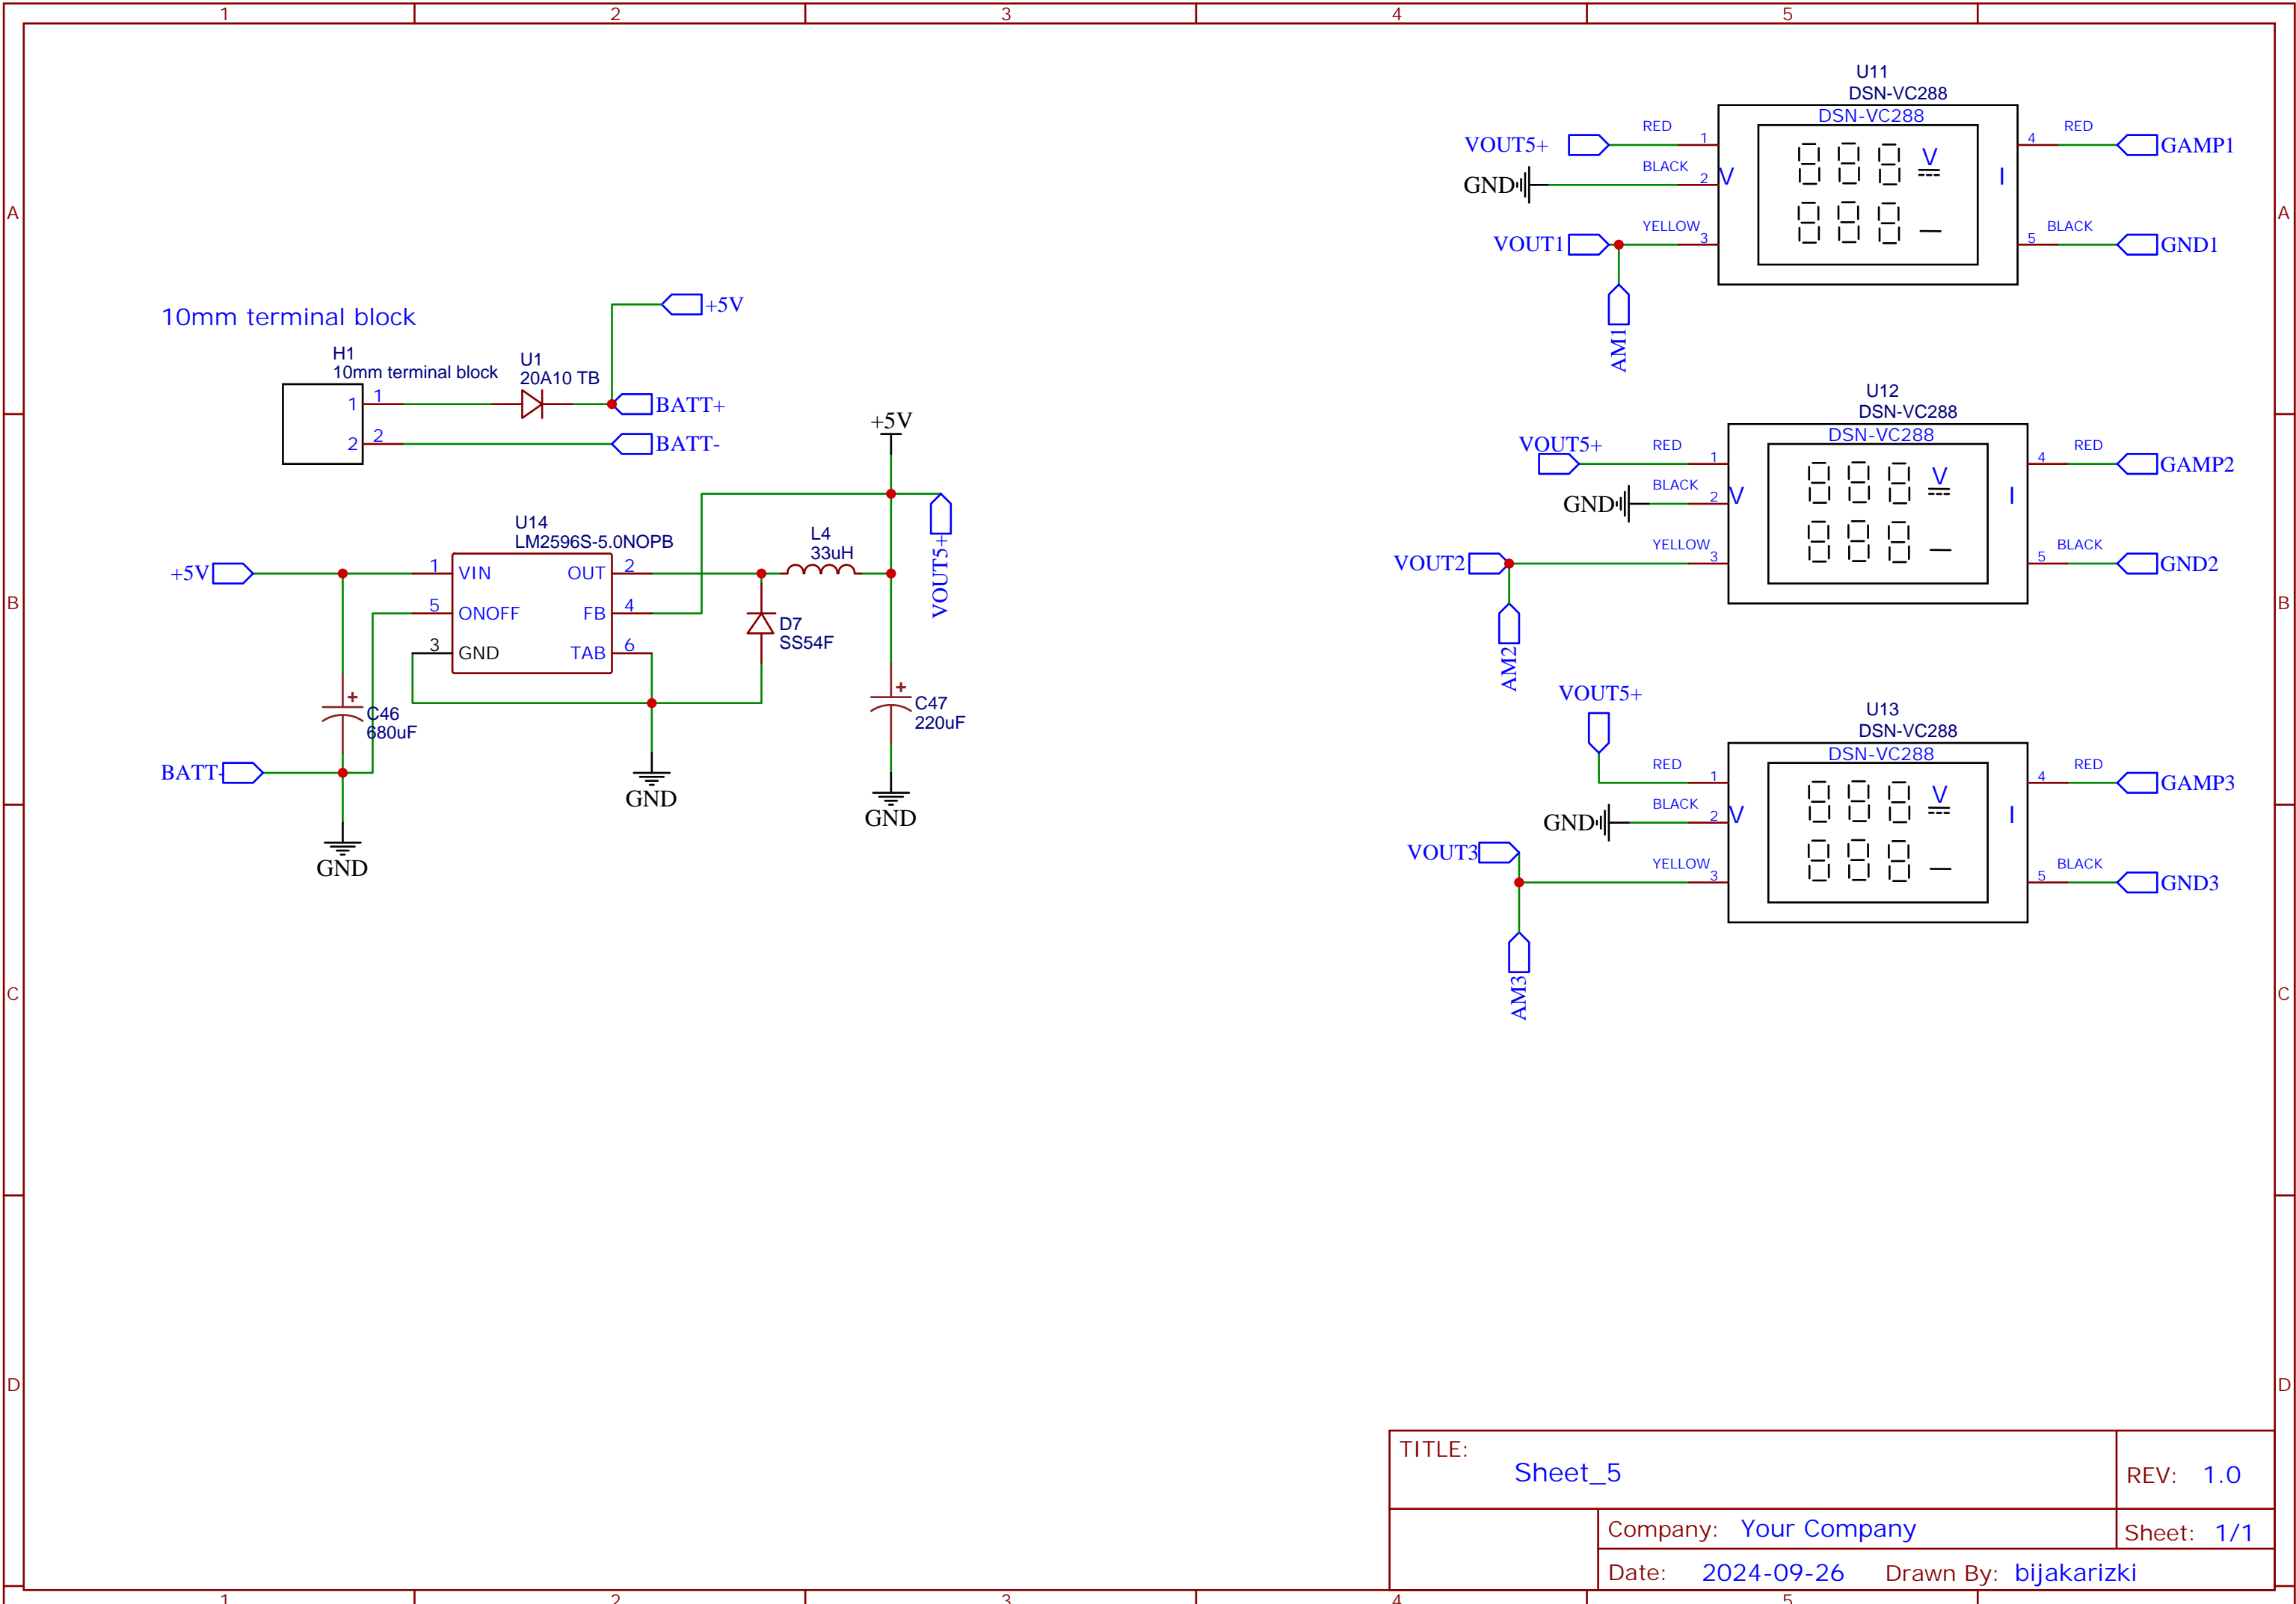 1 2 3 4 5
A A
B B
C C
D D
10mm terminal block
H1
10mm terminal block
1 1
2 2
U1
20A10 TB
+5V
BATT+
BATT-
+5V
VOUT5+
U14
LM2596S-5.0NOPB
+5V
1 VIN OUT 2
5 ONOFF FB 4
3 GND TAB 6
L4
33uH
D7
SS54F
C46
680uF
C47
220uF
BATT-
GND
GND
GND
U11
DSN-VC288
DSN-VC288
VOUT5+ RED 1 4 RED GAMP1
GND BLACK 2 V V I
VOUT1 YELLOW 3 5 BLACK GND1
AM1
U12
DSN-VC288
DSN-VC288
VOUT5+ RED 1 4 RED GAMP2
GND BLACK 2 V V I
VOUT2 YELLOW 3 5 BLACK GND2
AM2
U13
DSN-VC288
DSN-VC288
VOUT5+ RED 1 4 RED GAMP3
GND BLACK 2 V V I
VOUT3 YELLOW 3 5 BLACK GND3
AM3
TITLE:
Sheet_5
REV: 1.0
Company: Your Company
Sheet: 1/1
Date: 2024-09-26 Drawn By: bijakarizki
1 2 3 4 5